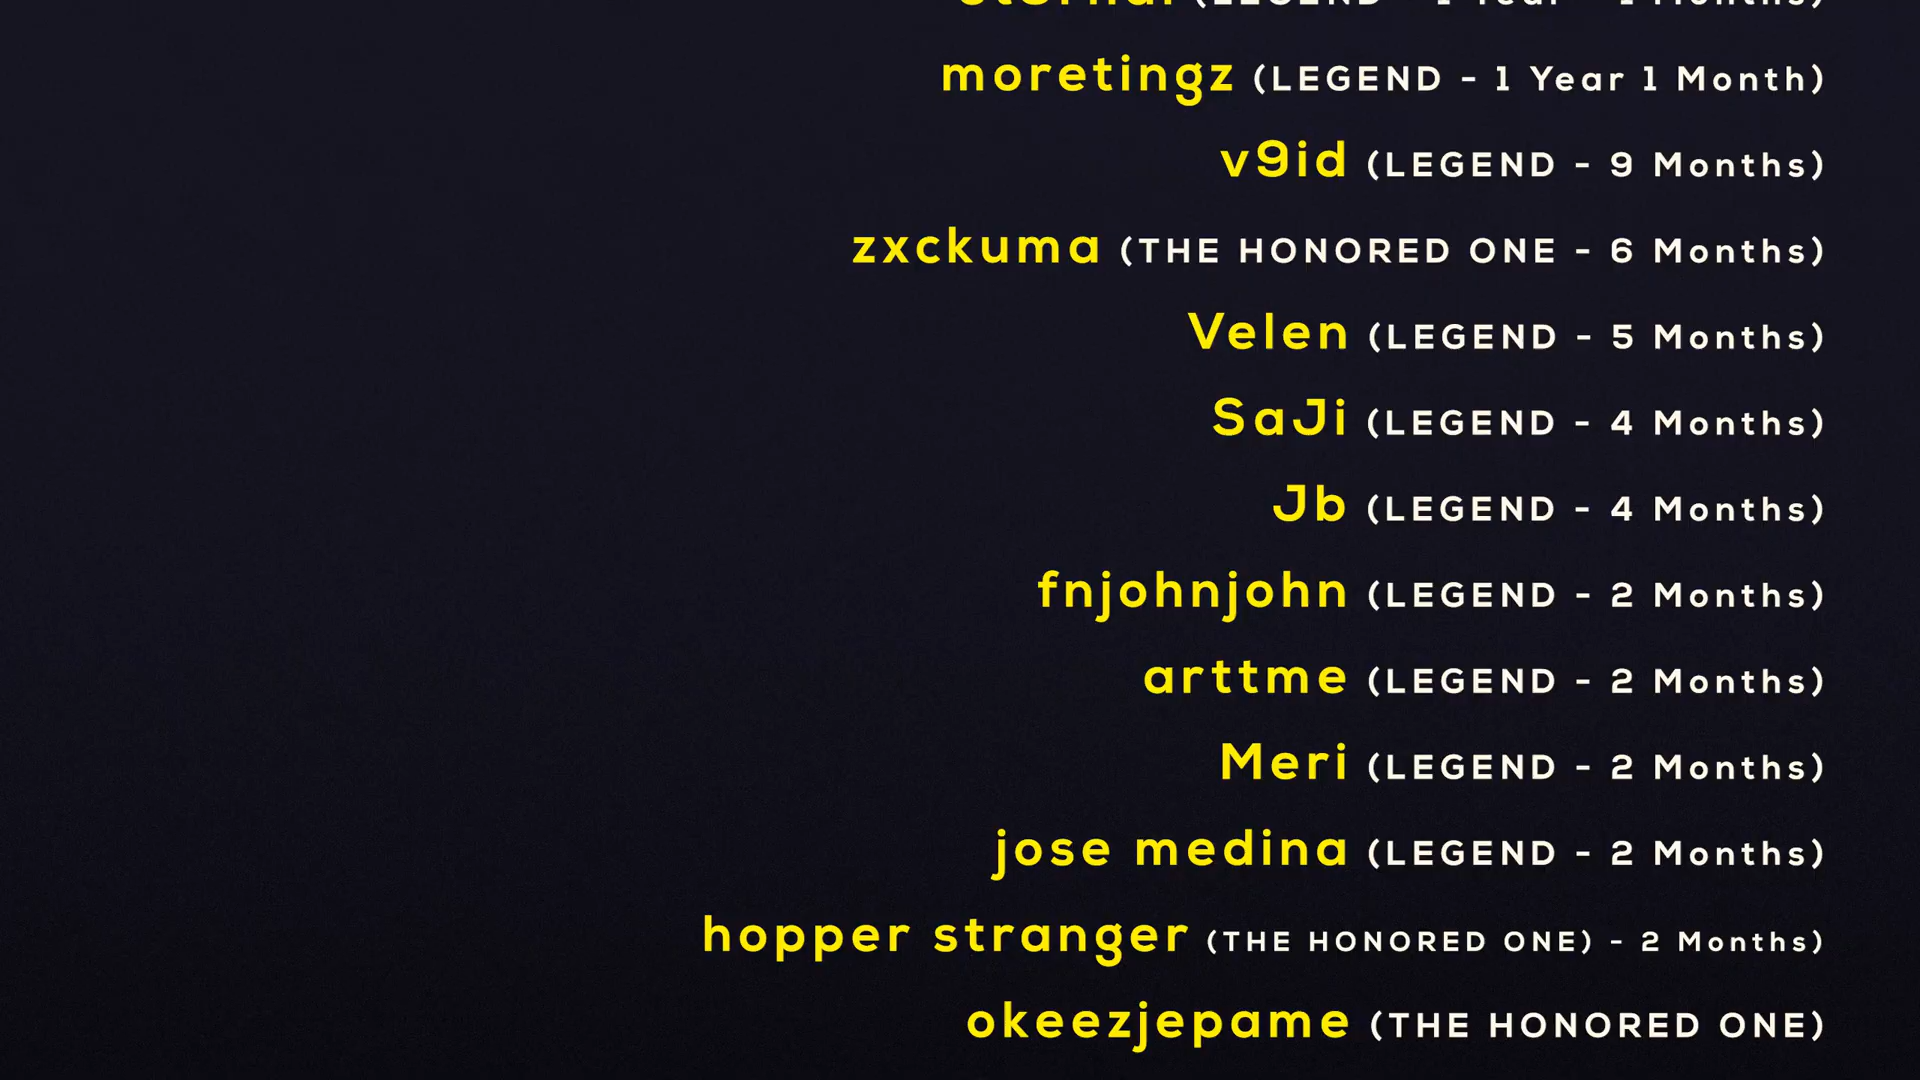 moretingz (LEGEND - 1 Year 1 Month)
v9id (LEGEND - 9 Months)
zxckuma (THE HONORED ONE - 6 Months)
Velen (LEGEND - 5 Months)
SaJi (LEGEND - 4 Months)
Jb (LEGEND - 4 Months)
fnjohnjohn (LEGEND - 2 Months)
arttme (LEGEND - 2 Months)
Meri (LEGEND - 2 Months)
jose medina (LEGEND - 2 Months)
hopper stranger (THE HONORED ONE) - 2 Months)
okeezjepame (THE HONORED ONE)